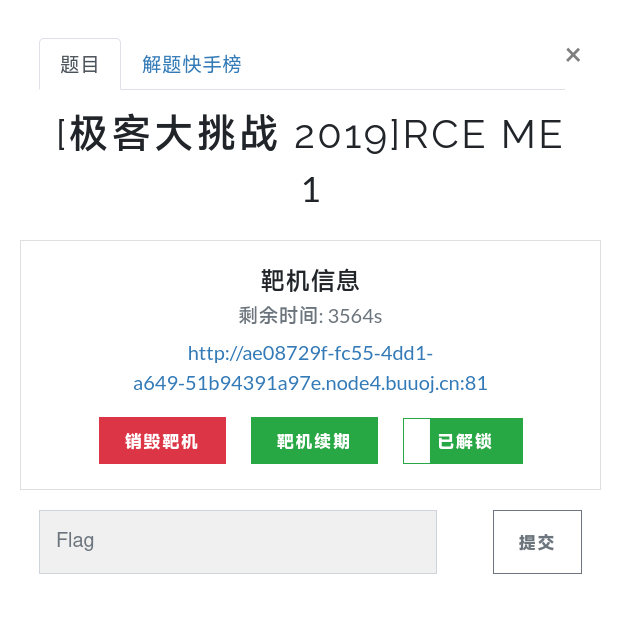 题目 解题快手榜 ×
[极客大挑战 2019]RCE ME
1
靶机信息
剩余时间: 3564s
http://ae08729f-fc55-4dd1-
a649-51b94391a97e.node4.buuoj.cn:81
销毁靶机 靶机续期 已解锁
Flag 提交